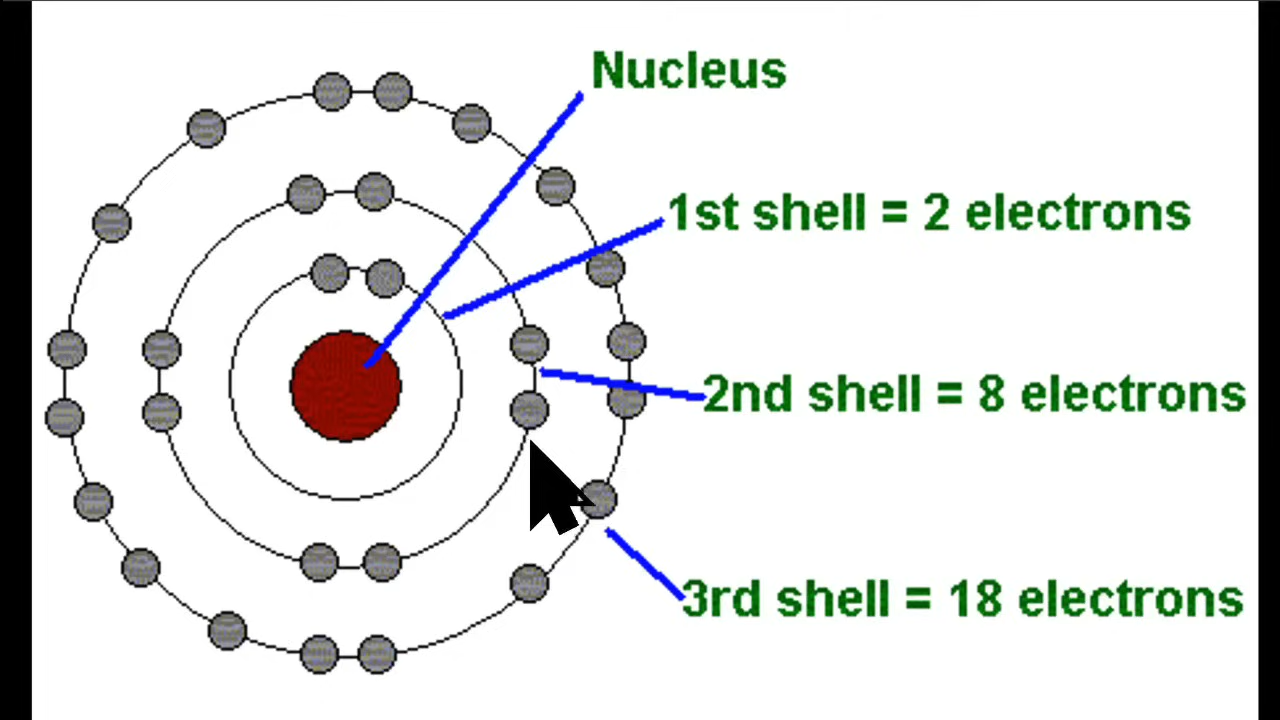 Nucleus
1st shell = 2 electrons
2nd shell = 8 electrons
3rd shell = 18 electrons